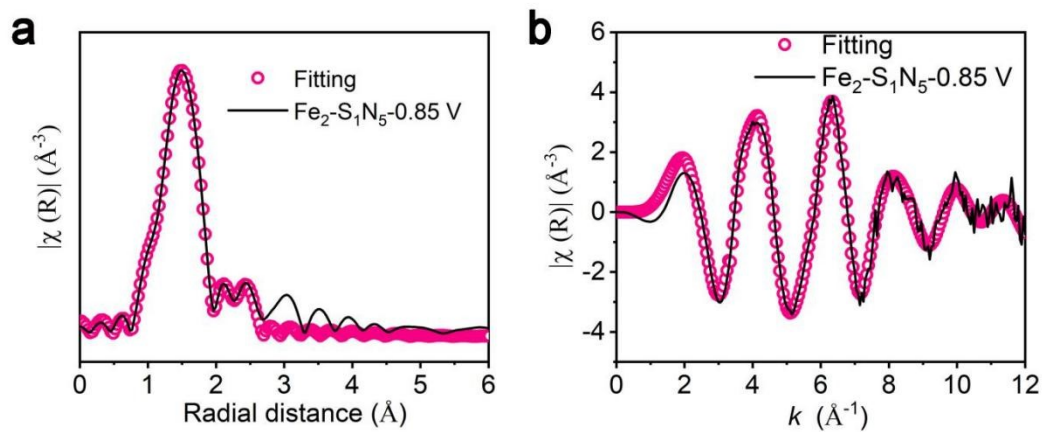 a
Fitting
Fe₂-S₁N₅-0.85 V
|χ (R)| (Å⁻³)
0 1 2 3 4 5 6
Radial distance (Å)
b
Fitting
Fe₂-S₁N₅-0.85 V
|χ (R)| (Å⁻³)
6
4
2
0
-2
-4
0 2 4 6 8 10 12
k (Å⁻¹)